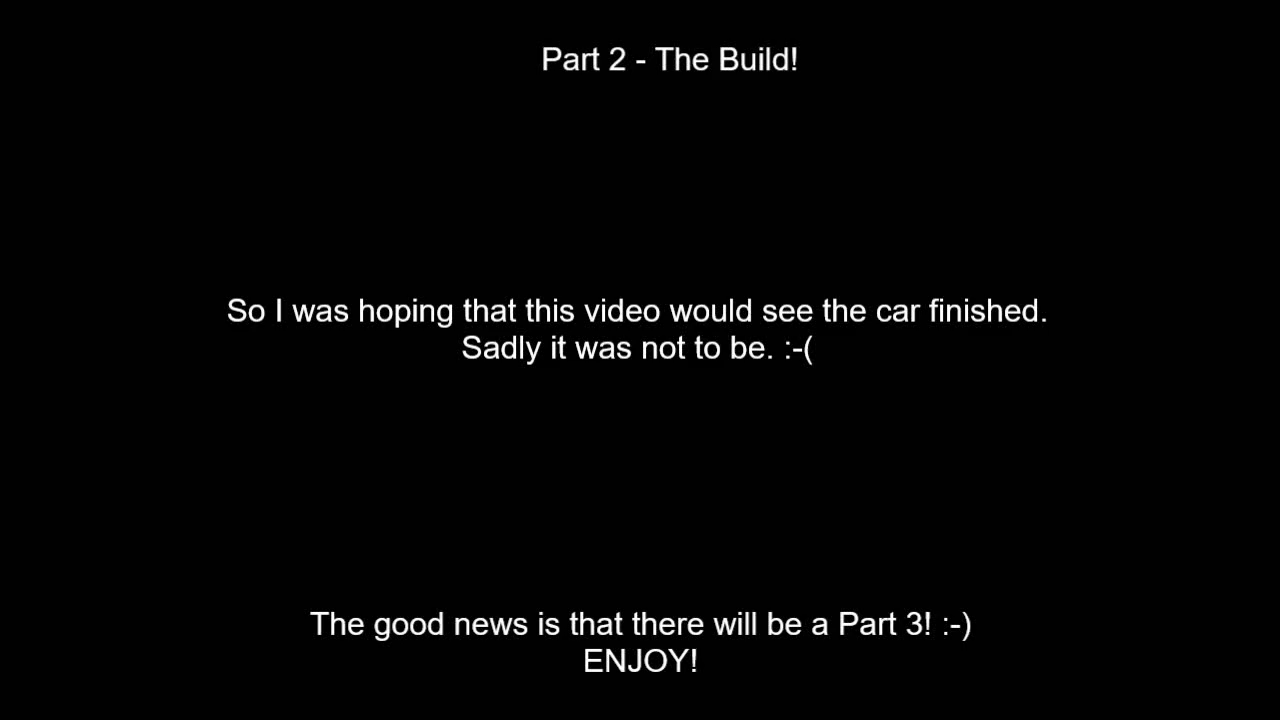 Part 2 - The Build!
So I was hoping that this video would see the car finished.
Sadly it was not to be. :-(
The good news is that there will be a Part 3! :-)
ENJOY!